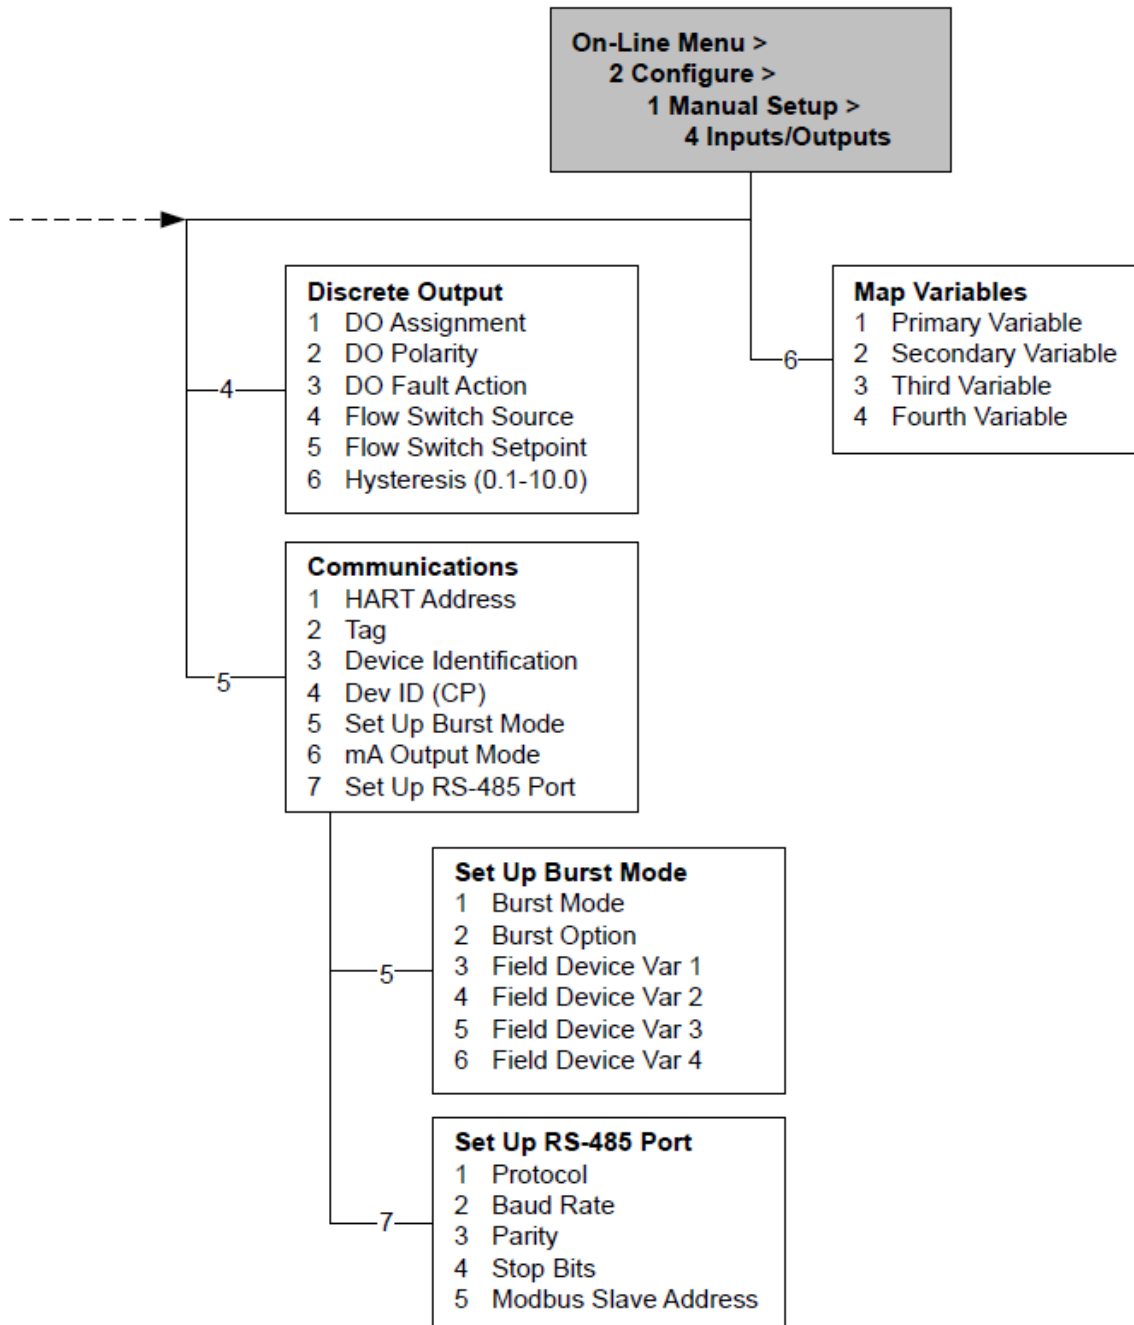 On-Line Menu >
2 Configure >
1 Manual Setup >
4 Inputs/Outputs
4
Discrete Output
1 DO Assignment
2 DO Polarity
3 DO Fault Action
4 Flow Switch Source
5 Flow Switch Setpoint
6 Hysteresis (0.1-10.0)
6
Map Variables
1 Primary Variable
2 Secondary Variable
3 Third Variable
4 Fourth Variable
5
Communications
1 HART Address
2 Tag
3 Device Identification
4 Dev ID (CP)
5 Set Up Burst Mode
6 mA Output Mode
7 Set Up RS-485 Port
5
Set Up Burst Mode
1 Burst Mode
2 Burst Option
3 Field Device Var 1
4 Field Device Var 2
5 Field Device Var 3
6 Field Device Var 4
7
Set Up RS-485 Port
1 Protocol
2 Baud Rate
3 Parity
4 Stop Bits
5 Modbus Slave Address